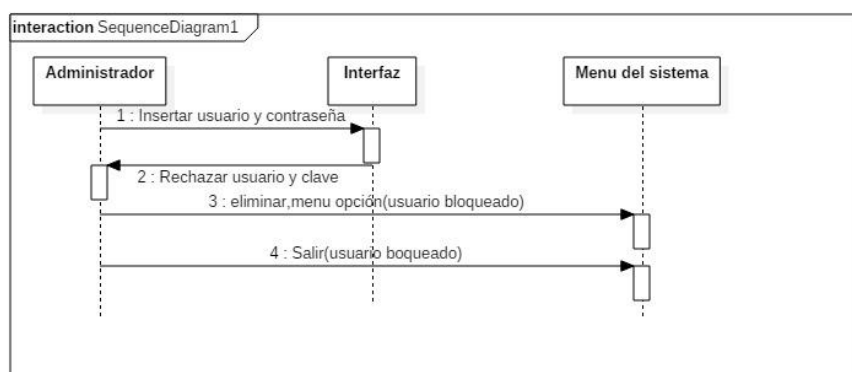 interaction SequenceDiagram1
Administrador
Interfaz
Menu del sistema
1 : Insertar usuario y contraseña
2 : Rechazar usuario y clave
3 : eliminar,menu opción(usuario bloqueado)
4 : Salir(usuario boqueado)